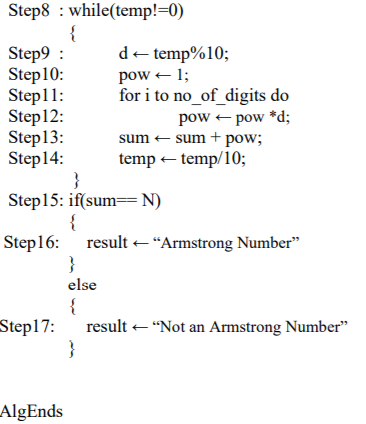 Step8 : while(temp!=0)
{
Step9 : d ← temp%10;
Step10: pow ← 1;
Step11: for i to no_of_digits do
Step12: pow ← pow *d;
Step13: sum ← sum + pow;
Step14: temp ← temp/10;
}
Step15: if(sum== N)
{
Step16: result ← “Armstrong Number”
}
else
{
Step17: result ← “Not an Armstrong Number”
}
AlgEnds